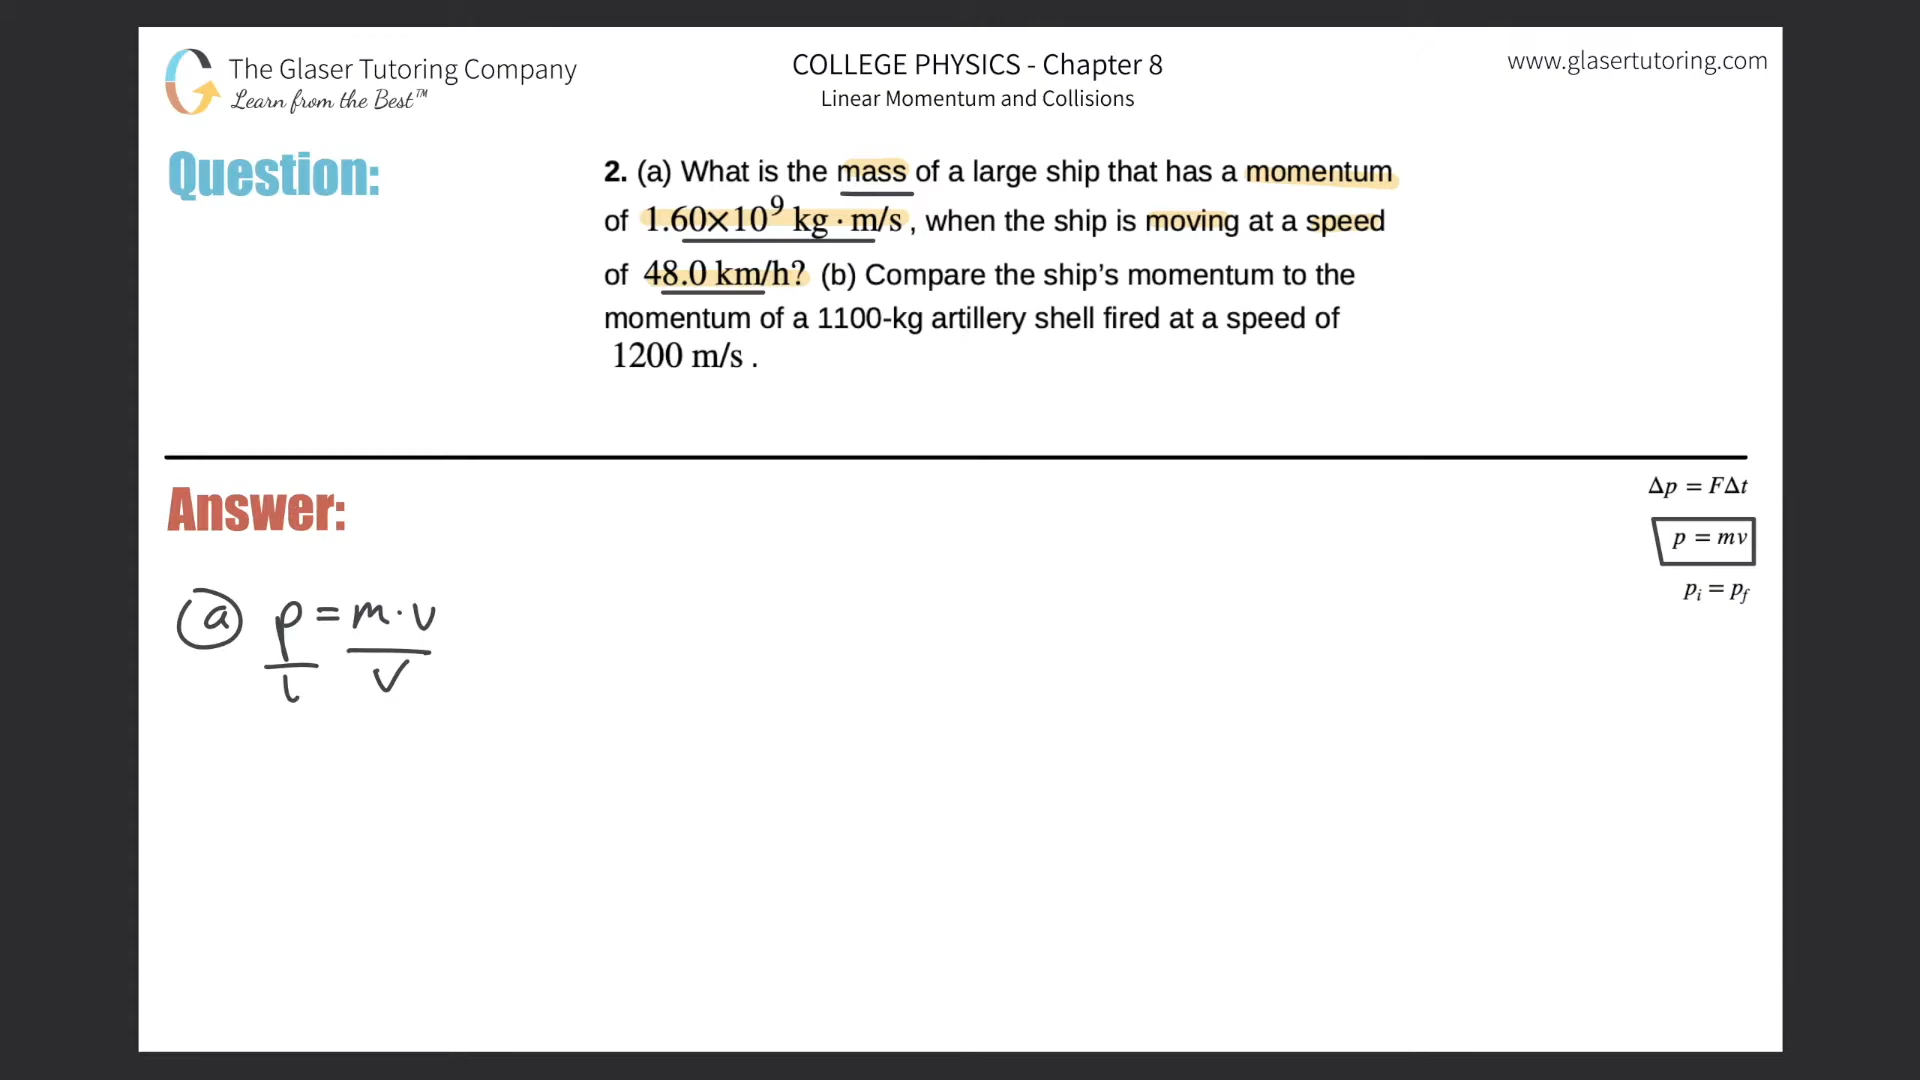 The Glaser Tutoring Company
Learn from the Best™
COLLEGE PHYSICS - Chapter 8
Linear Momentum and Collisions
www.glasertutoring.com
Question:
2. (a) What is the mass of a large ship that has a momentum
of 1.60×10⁹ kg · m/s, when the ship is moving at a speed
of 48.0 km/h? (b) Compare the ship’s momentum to the
momentum of a 1100-kg artillery shell fired at a speed of
1200 m/s .
Answer:
Δp = FΔt
p = mv
pᵢ = p_f
(a) p = m·v
v